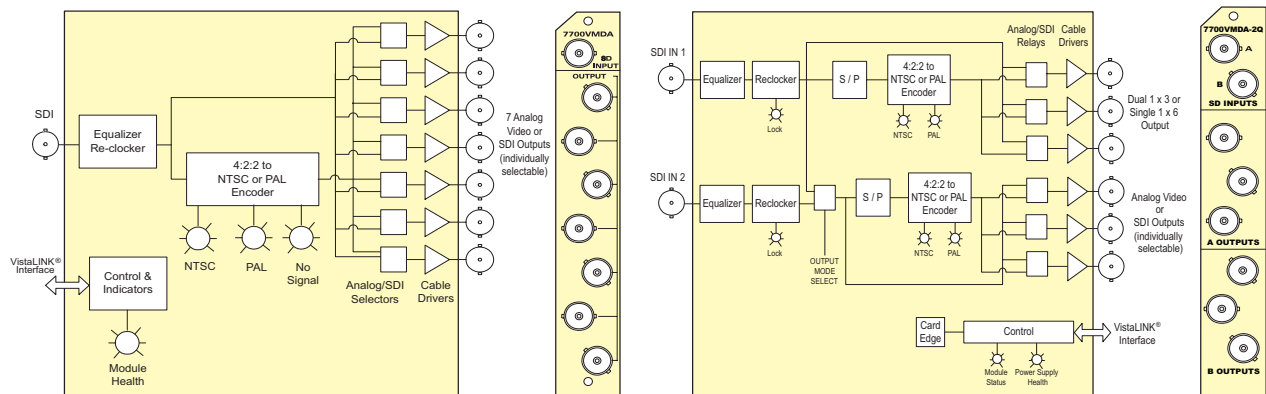 SDI
Equalizer
Re-clocker
4:2:2 to
NTSC or PAL
Encoder
NTSC
PAL
No
Signal
VistaLINK®
Interface
Control &
Indicators
Module
Health
Analog/SDI
Selectors
Cable
Drivers
7 Analog
Video or
SDI Outputs
(individually
selectable)
7700VMDA
SD
INPUT
OUTPUT
SDI IN 1
Equalizer
Reclocker
Lock
S / P
4:2:2 to
NTSC or PAL
Encoder
NTSC
PAL
Analog/SDI
Relays
Cable
Drivers
Dual 1 x 3 or
Single 1 x 6
Output
SDI IN 2
Equalizer
Reclocker
Lock
OUTPUT
MODE
SELECT
S / P
4:2:2 to
NTSC or PAL
Encoder
NTSC
PAL
Analog Video
or
SDI Outputs
(individually
selectable)
Card
Edge
Control
Module
Status
Power Supply
Health
VistaLINK®
Interface
7700VMDA-2Q
A
B
SD INPUTS
A OUTPUTS
B OUTPUTS